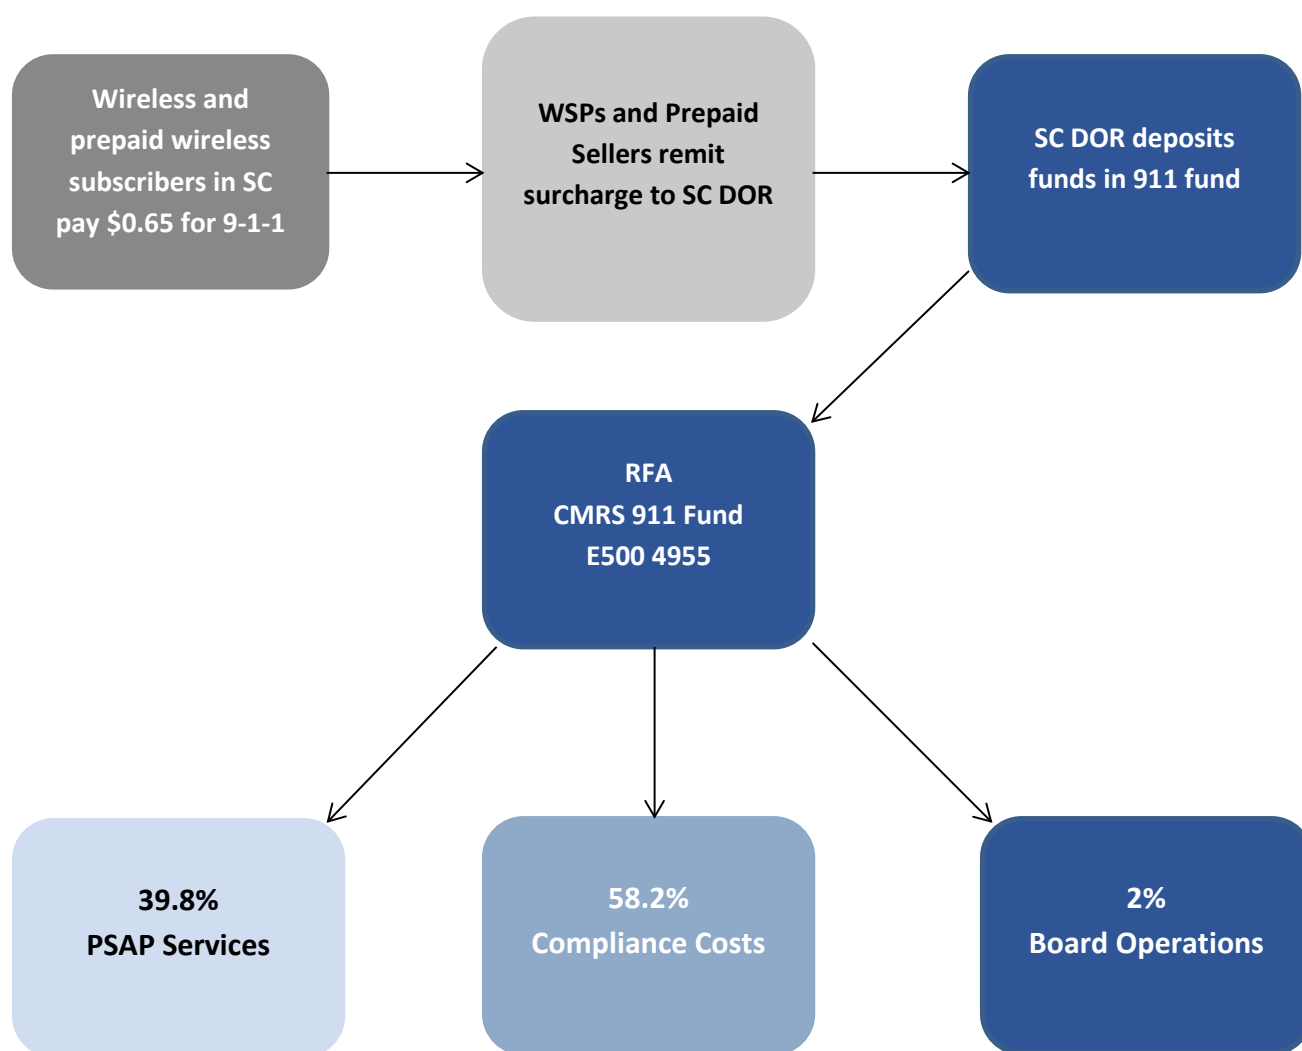 Wireless and
prepaid wireless
subscribers in SC
pay $0.65 for 9-1-1
WSPs and Prepaid
Sellers remit
surcharge to SC DOR
SC DOR deposits
funds in 911 fund
RFA
CMRS 911 Fund
E500 4955
39.8%
PSAP Services
58.2%
Compliance Costs
2%
Board Operations